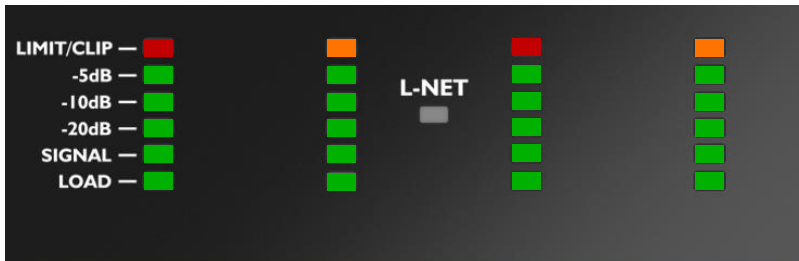 LIMIT/CLIP
-5dB
-10dB
-20dB
SIGNAL
LOAD
L-NET